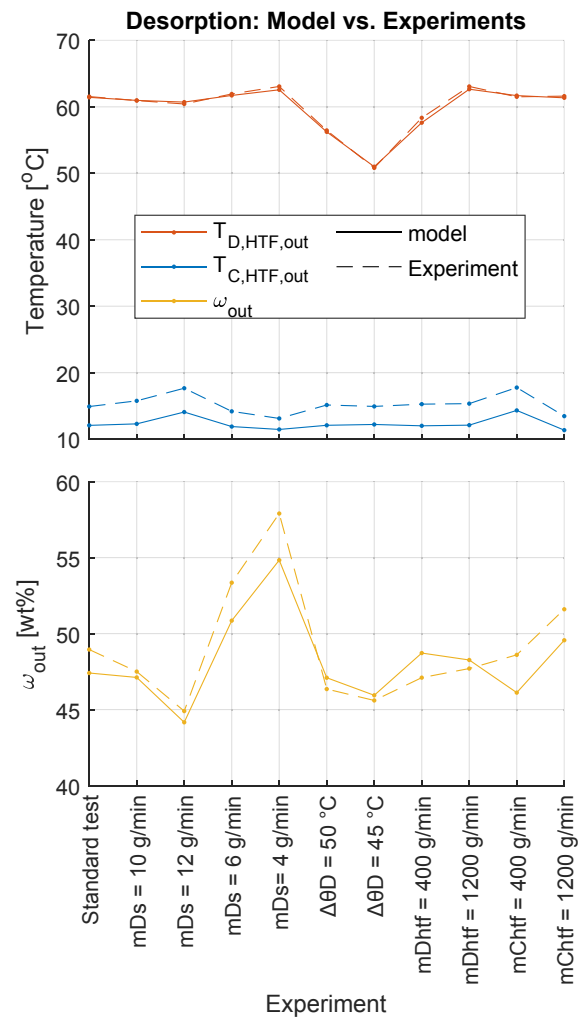 Desorption: Model vs. Experiments
Temperature [°C]
70
60
50
40
30
20
10
T_D,HTF,out
T_C,HTF,out
ω_out
model
Experiment
ω_out [wt%]
60
55
50
45
40
Standard test
mDs = 10 g/min
mDs = 12 g/min
mDs = 6 g/min
mDs = 4 g/min
ΔθD = 50 °C
ΔθD = 45 °C
mDhtf = 400 g/min
mDhtf = 1200 g/min
mChtf = 400 g/min
mChtf = 1200 g/min
Experiment